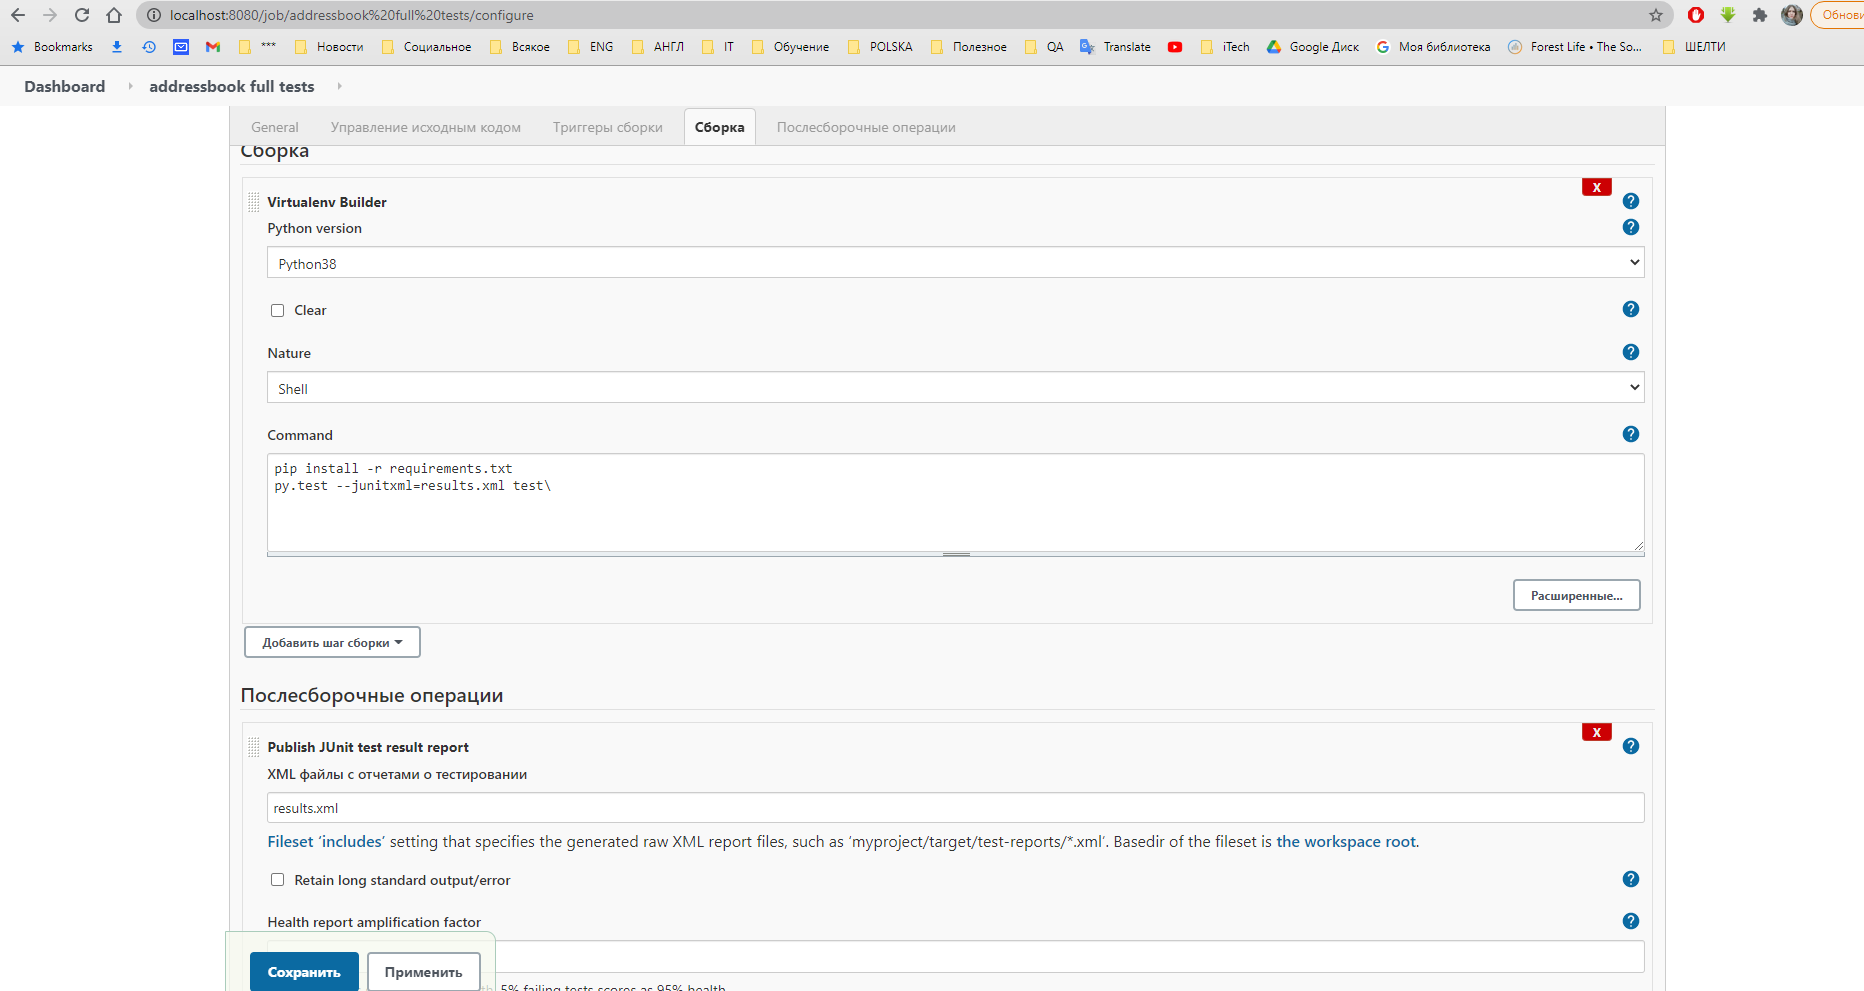 localhost:8080/job/addressbook%20full%20tests/configure
Обнови
Bookmarks *** Новости Социальное Всякое ENG АНГЛ IT Обучение POLSKA Полезное QA Translate iTech Google Диск Моя библиотека Forest Life • The So... ШЕЛТИ
Dashboard addressbook full tests
General Управление исходным кодом Триггеры сборки Сборка Послесборочные операции
Сборка
X
Virtualenv Builder
Python version
Python38
Clear
Nature
Shell
Command
pip install -r requirements.txt
py.test --junitxml=results.xml test\
Расширенные...
Добавить шаг сборки
Послесборочные операции
X
Publish JUnit test result report
XML файлы с отчетами о тестировании
results.xml
Fileset ‘includes’ setting that specifies the generated raw XML report files, such as ‘myproject/target/test-reports/*.xml’. Basedir of the fileset is the workspace root.
Retain long standard output/error
Health report amplification factor
Сохранить Применить
5% failing tests scores as 95% health